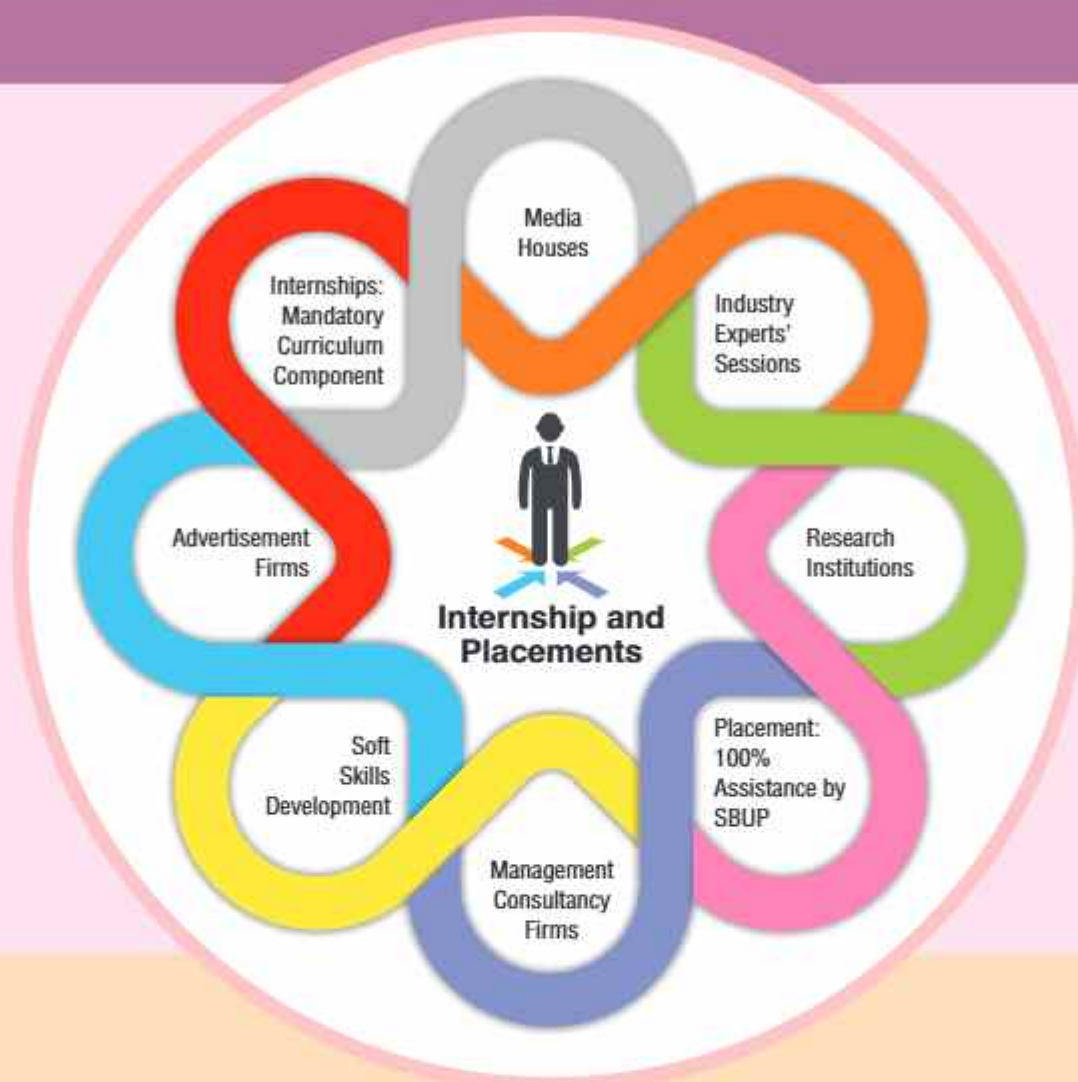 Media
Houses
Industry
Experts'
Sessions
Research
Institutions
Placement:
100%
Assistance by
SBUP
Management
Consultancy
Firms
Soft
Skills
Development
Advertisement
Firms
Internships:
Mandatory
Curriculum
Component
Internship and
Placements